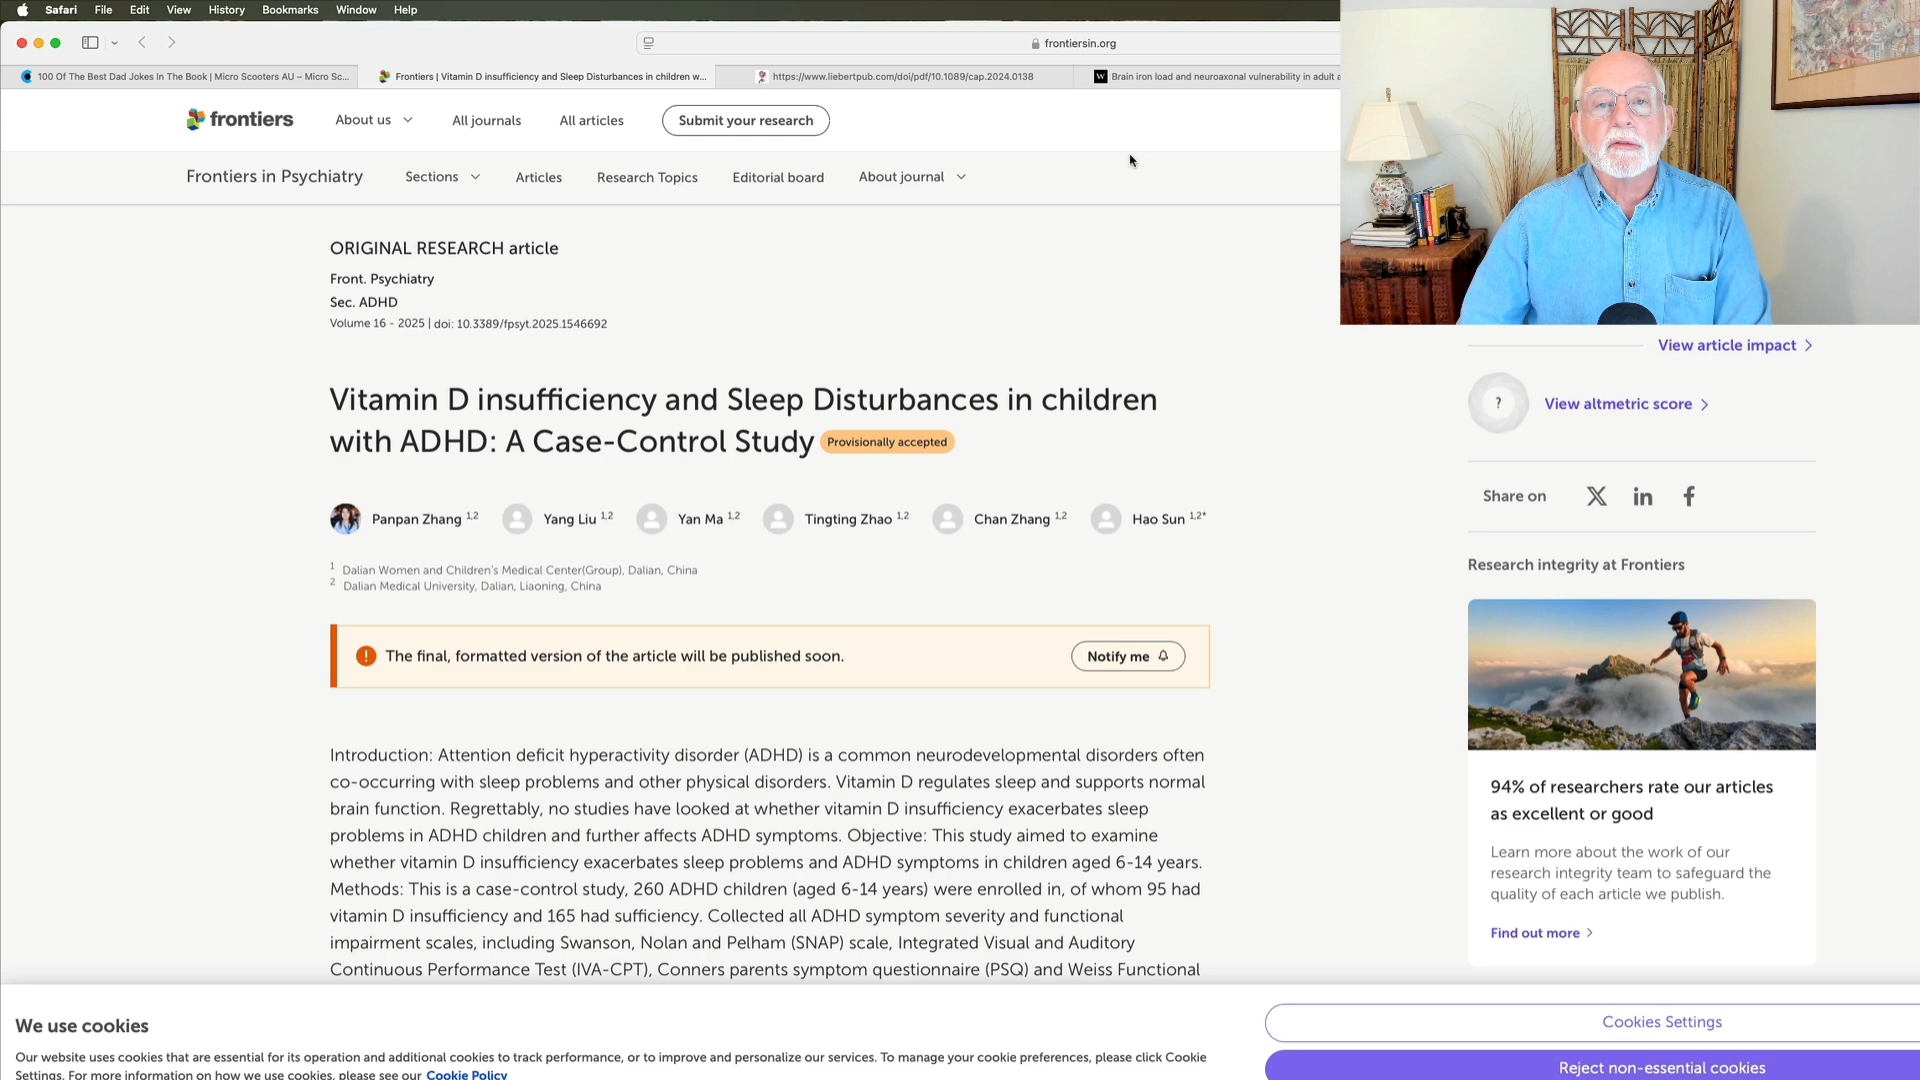 Safari File Edit View History Bookmarks Window Help
frontiersin.org
100 Of The Best Dad Jokes In The Book | Micro Scooters AU – Micro Sc...
Frontiers | Vitamin D insufficiency and Sleep Disturbances in children w...
https://www.liebertpub.com/doi/pdf/10.1089/cap.2024.0138
W Brain iron load and neuroaxonal vulnerability in adult a
frontiers About us All journals All articles Submit your research
Frontiers in Psychiatry Sections Articles Research Topics Editorial board About journal
ORIGINAL RESEARCH article
Front. Psychiatry
Sec. ADHD
Volume 16 - 2025 | doi: 10.3389/fpsyt.2025.1546692
Vitamin D insufficiency and Sleep Disturbances in children
with ADHD: A Case-Control Study Provisionally accepted
Panpan Zhang 1,2 Yang Liu 1,2 Yan Ma 1,2 Tingting Zhao 1,2 Chan Zhang 1,2 Hao Sun 1,2*
1 Dalian Women and Children's Medical Center(Group), Dalian, China
2 Dalian Medical University, Dalian, Liaoning, China
! The final, formatted version of the article will be published soon. Notify me
Introduction: Attention deficit hyperactivity disorder (ADHD) is a common neurodevelopmental disorders often
co-occurring with sleep problems and other physical disorders. Vitamin D regulates sleep and supports normal
brain function. Regrettably, no studies have looked at whether vitamin D insufficiency exacerbates sleep
problems in ADHD children and further affects ADHD symptoms. Objective: This study aimed to examine
whether vitamin D insufficiency exacerbates sleep problems and ADHD symptoms in children aged 6-14 years.
Methods: This is a case-control study, 260 ADHD children (aged 6-14 years) were enrolled in, of whom 95 had
vitamin D insufficiency and 165 had sufficiency. Collected all ADHD symptom severity and functional
impairment scales, including Swanson, Nolan and Pelham (SNAP) scale, Integrated Visual and Auditory
Continuous Performance Test (IVA-CPT), Conners parents symptom questionnaire (PSQ) and Weiss Functional
View article impact
? View altmetric score
Share on
Research integrity at Frontiers
94% of researchers rate our articles
as excellent or good
Learn more about the work of our
research integrity team to safeguard the
quality of each article we publish.
Find out more
We use cookies
Our website uses cookies that are essential for its operation and additional cookies to track performance, or to improve and personalize our services. To manage your cookie preferences, please click Cookie
Settings. For more information on how we use cookies, please see our Cookie Policy
Cookies Settings
Reject non-essential cookies